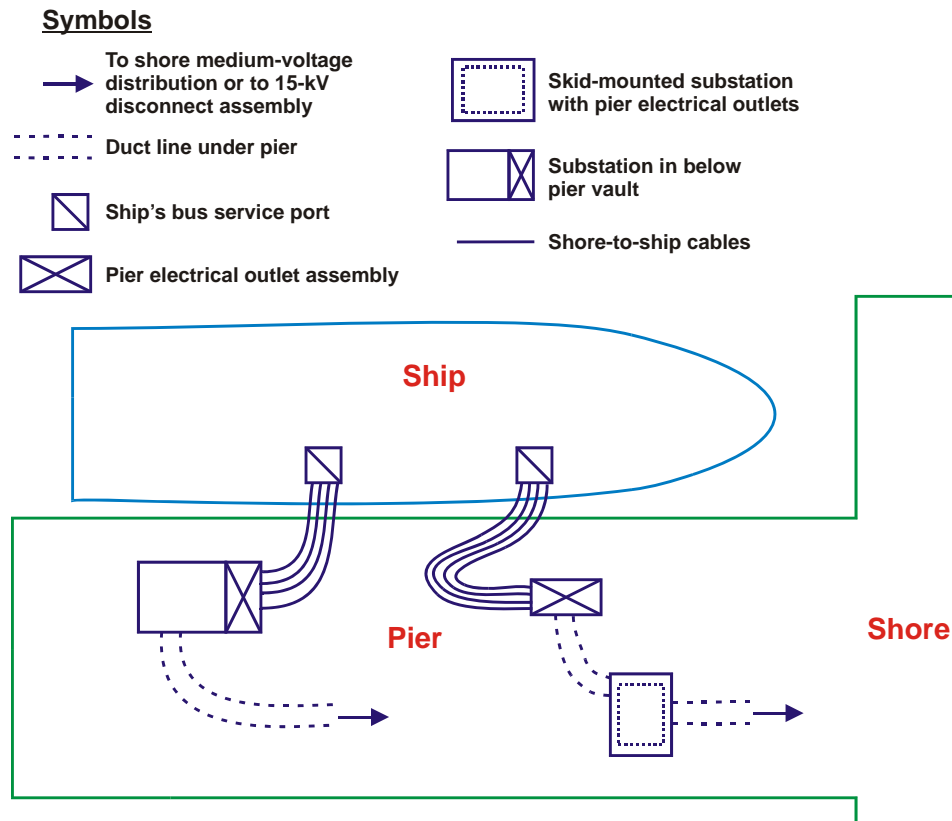 Symbols
To shore medium-voltage
distribution or to 15-kV
disconnect assembly
Duct line under pier
Ship's bus service port
Pier electrical outlet assembly
Skid-mounted substation
with pier electrical outlets
Substation in below
pier vault
Shore-to-ship cables
Ship
Pier
Shore